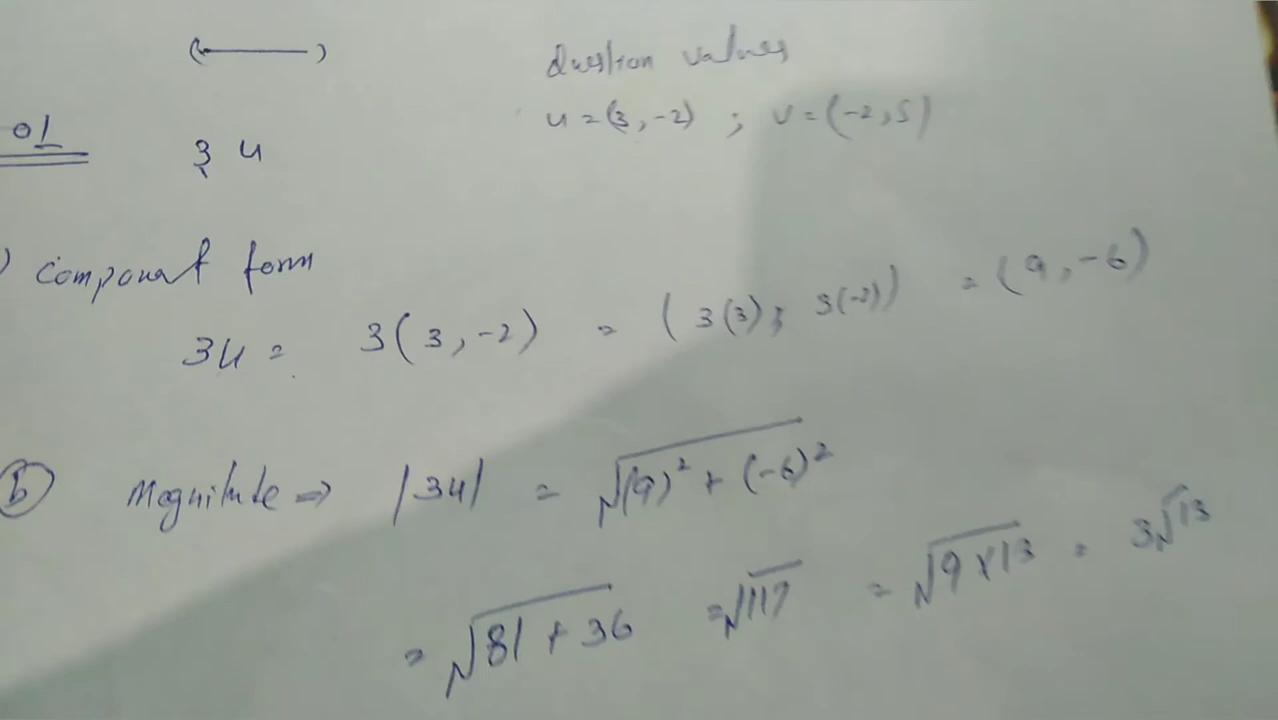 Question values
u = (3, -2) ; v = (-2, 5)
01 3 u
) Component form
3u = 3(3, -2) = (3(3); 3(-2)) = (9, -6)
b) Magnitude => |3u| = √(9)² + (-6)²
= √81 + 36 = √117 = √9 x 13 = 3√13